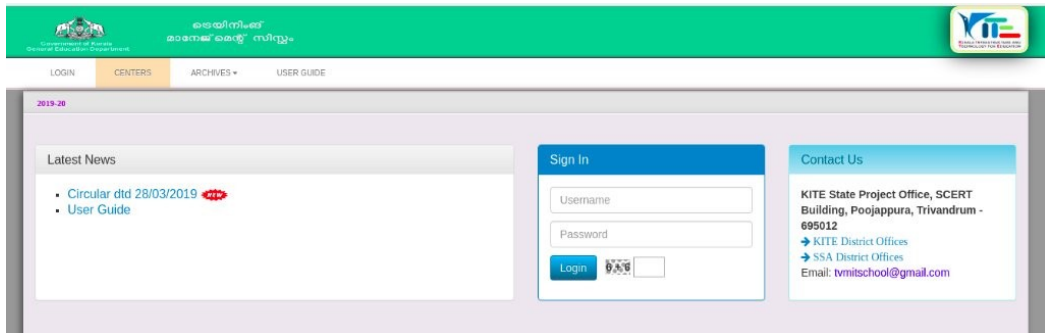 ട്രെയിനിംങ്
മാനേജ്മെന്റ് സിസ്റ്റം
Government of Kerala
General Education Department
KITE
LOGIN CENTERS ARCHIVES USER GUIDE
2019-20
Latest News
Circular dtd 28/03/2019 NEW
User Guide
Sign In
Username
Password
Login
Contact Us
KITE State Project Office, SCERT
Building, Poojappura, Trivandrum -
695012
KITE District Offices
SSA District Offices
Email: tvmitschool@gmail.com